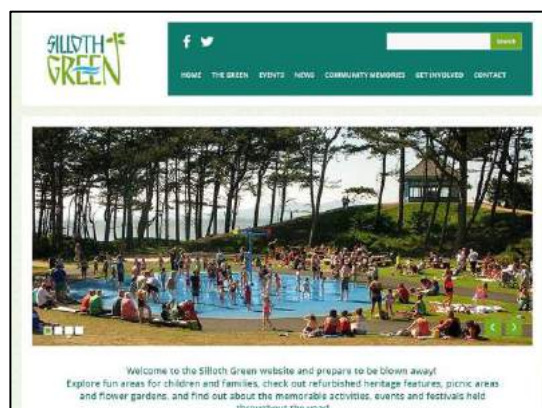 SILLOTH
GREEN
Search
HOME THE GREEN EVENTS NEWS COMMUNITY MEMORIES GET INVOLVED CONTACT
Welcome to the Silloth Green website and prepare to be blown away!
Explore fun areas for children and families, check out refurbished heritage features, picnic areas
and flower gardens, and find out about the memorable activities, events and festivals held
throughout the year!